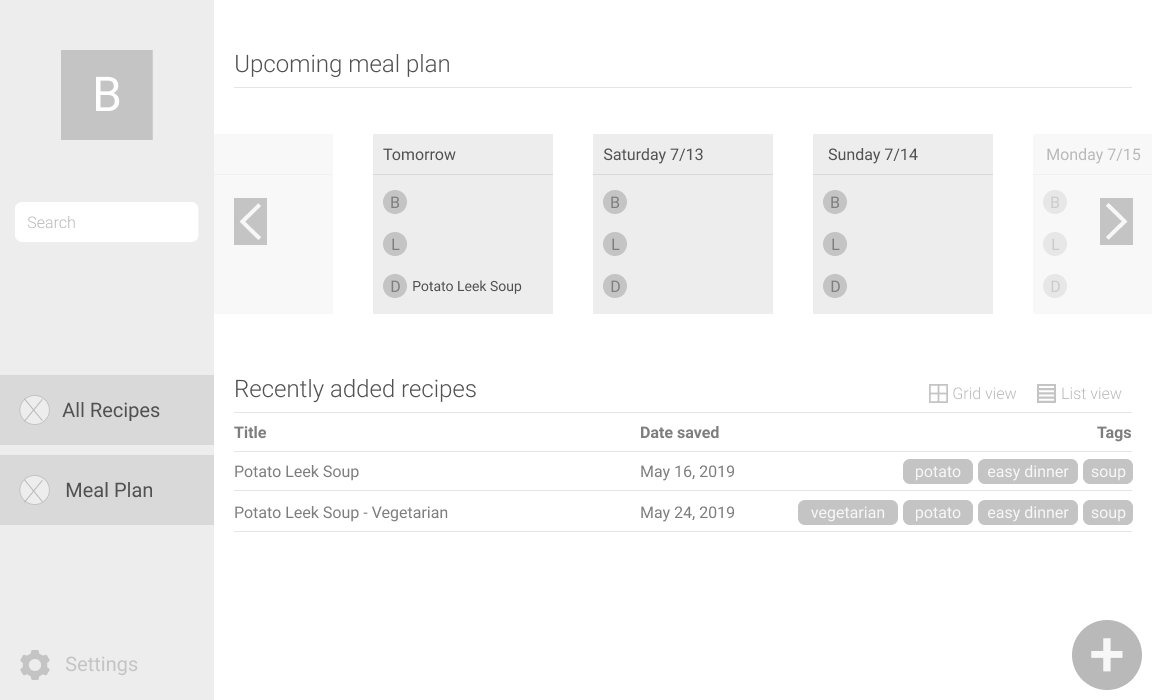 B
Search
All Recipes
Meal Plan
Settings
Upcoming meal plan
Tomorrow
B
L
D Potato Leek Soup
Saturday 7/13
B
L
D
Sunday 7/14
B
L
D
Monday 7/15
B
L
D
Recently added recipes
Grid view
List view
Title Date saved Tags
Potato Leek Soup May 16, 2019 potato easy dinner soup
Potato Leek Soup - Vegetarian May 24, 2019 vegetarian potato easy dinner soup